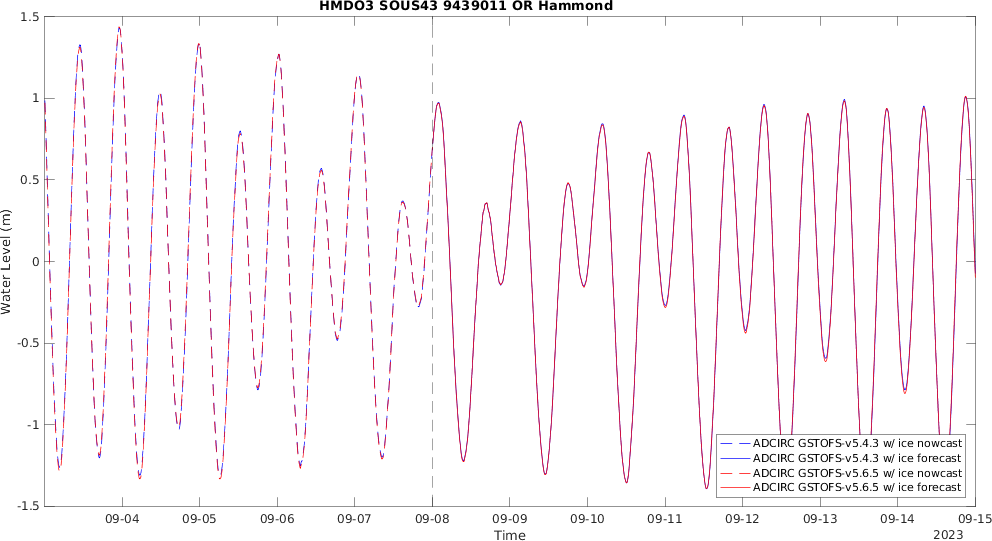 HMDO3 SOUS43 9439011 OR Hammond
Water Level (m)
1.5
1
0.5
0
-0.5
-1
-1.5
ADCIRC GSTOFS-v5.4.3 w/ ice nowcast
ADCIRC GSTOFS-v5.4.3 w/ ice forecast
ADCIRC GSTOFS-v5.6.5 w/ ice nowcast
ADCIRC GSTOFS-v5.6.5 w/ ice forecast
09-04 09-05 09-06 09-07 09-08 09-09 09-10 09-11 09-12 09-13 09-14 09-15
Time
2023